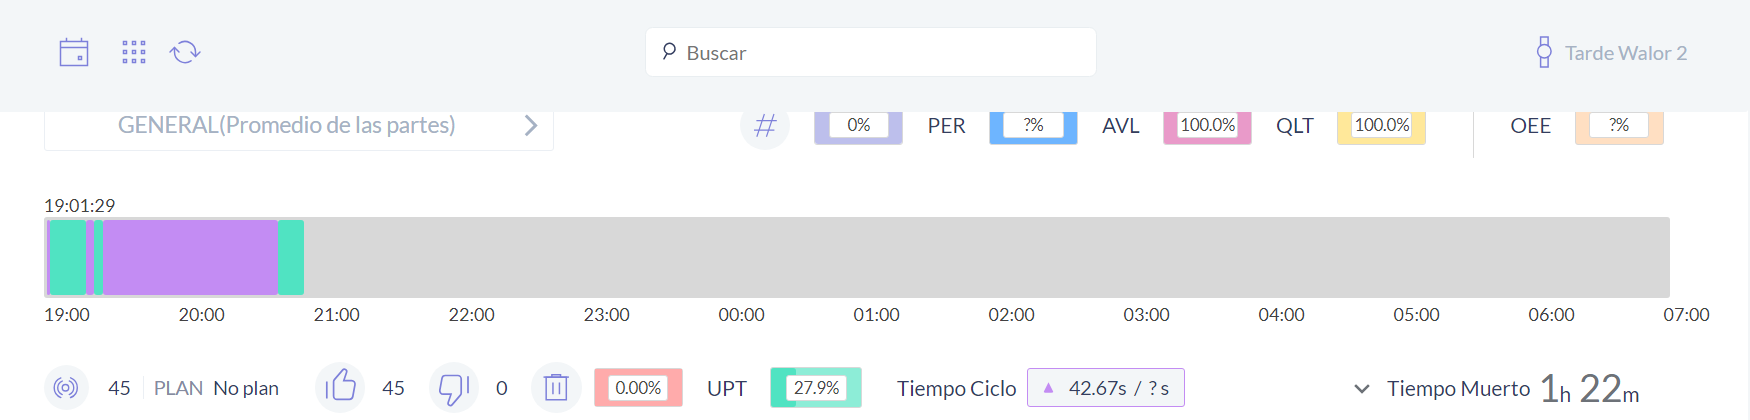 Buscar
Tarde Walor 2
GENERAL(Promedio de las partes)
# 0% PER ?% AVL 100.0% QLT 100.0% OEE ?%
19:01:29
19:00 20:00 21:00 22:00 23:00 00:00 01:00 02:00 03:00 04:00 05:00 06:00 07:00
45 PLAN No plan 45 0 0.00% UPT 27.9% Tiempo Ciclo 42.67s / ? s Tiempo Muerto 1h 22m